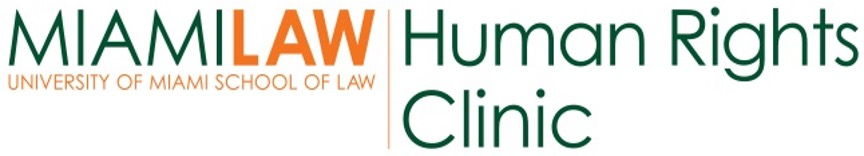 MIAMILAW
UNIVERSITY OF MIAMI SCHOOL OF LAW
Human Rights
Clinic